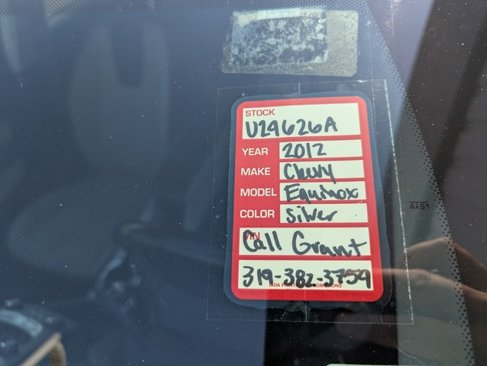 STOCK
U29626A
YEAR 2012
MAKE Chevy
MODEL Equinox
COLOR Silver
Call Grant
319-382-3759